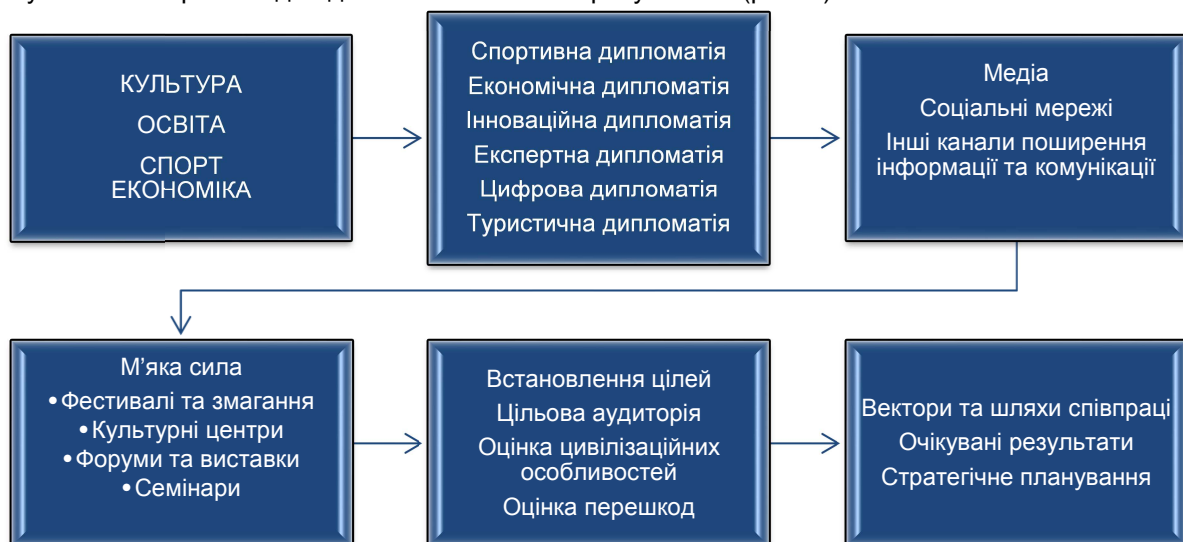 КУЛЬТУРА
ОСВІТА
СПОРТ
ЕКОНОМІКА
Спортивна дипломатія
Економічна дипломатія
Інноваційна дипломатія
Експертна дипломатія
Цифрова дипломатія
Туристична дипломатія
Медіа
Соціальні мережі
Інші канали поширення
інформації та комунікації
М’яка сила
•Фестивалі та змагання
•Культурні центри
•Форуми та виставки
•Семінари
Встановлення цілей
Цільова аудиторія
Оцінка цивілізаційних
особливостей
Оцінка перешкод
Вектори та шляхи співпраці
Очікувані результати
Стратегічне планування